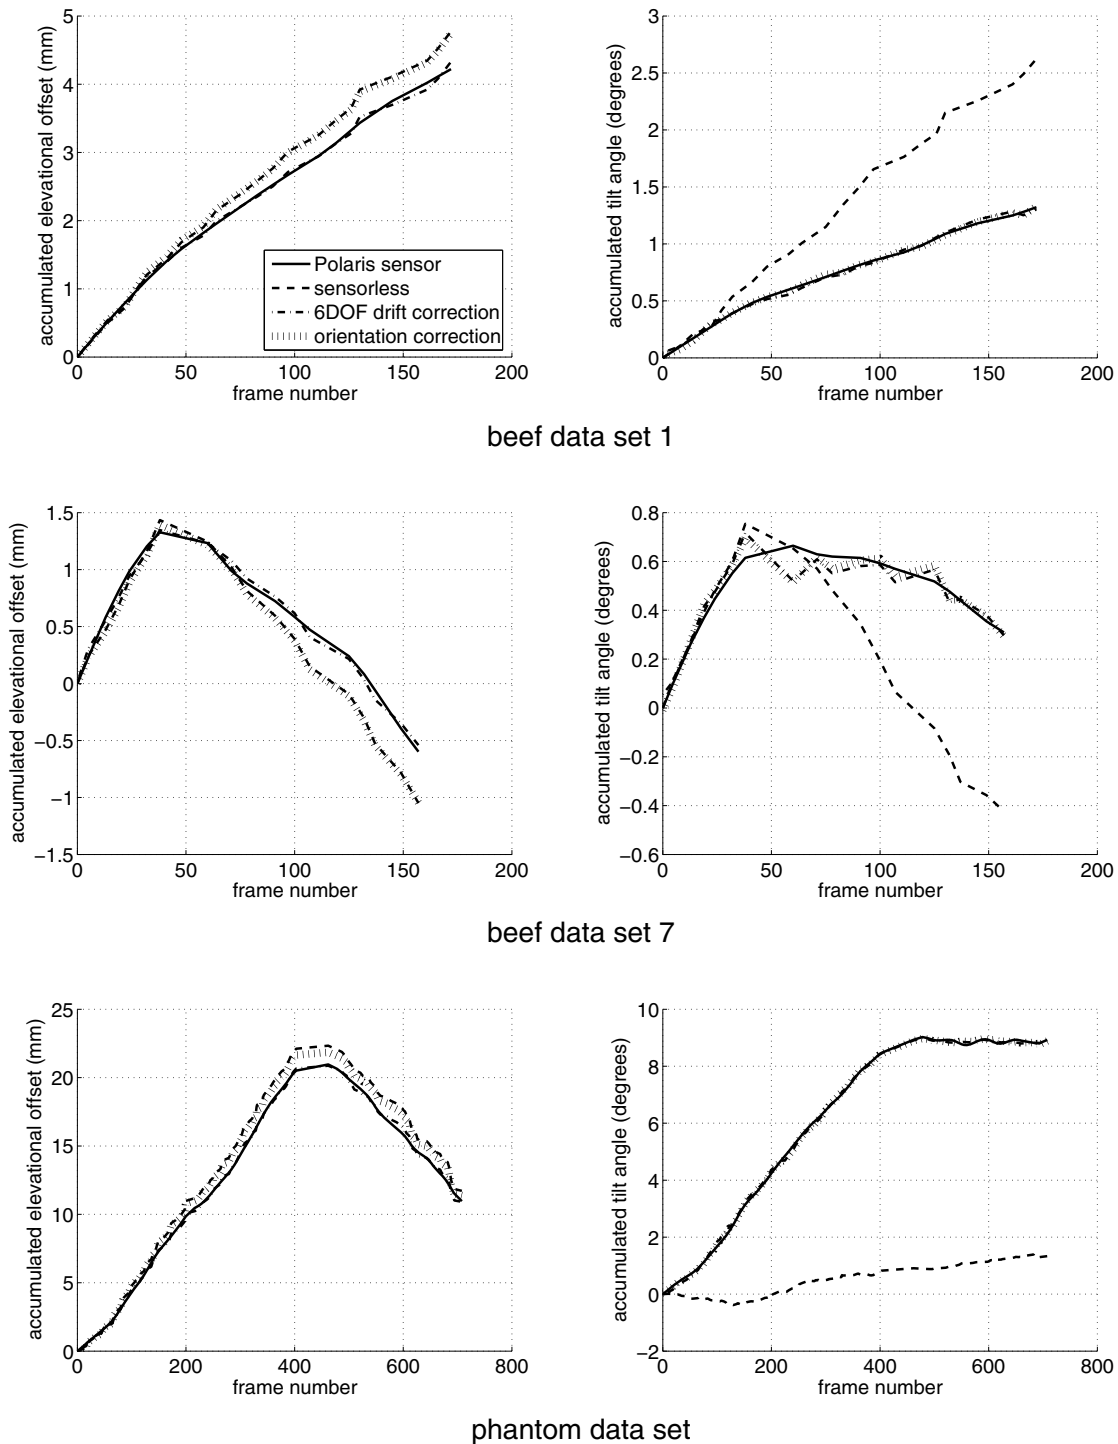 accumulated elevational offset (mm)
5
4
3
2
1
0
0 50 100 150 200
frame number
Polaris sensor
sensorless
6DOF drift correction
orientation correction
accumulated tilt angle (degrees)
3
2.5
2
1.5
1
0.5
0
0 50 100 150 200
frame number
beef data set 1
accumulated elevational offset (mm)
1.5
1
0.5
0
−0.5
−1
−1.5
0 50 100 150 200
frame number
accumulated tilt angle (degrees)
0.8
0.6
0.4
0.2
0
−0.2
−0.4
−0.6
0 50 100 150 200
frame number
beef data set 7
accumulated elevational offset (mm)
25
20
15
10
5
0
0 200 400 600 800
frame number
accumulated tilt angle (degrees)
10
8
6
4
2
0
−2
0 200 400 600 800
frame number
phantom data set